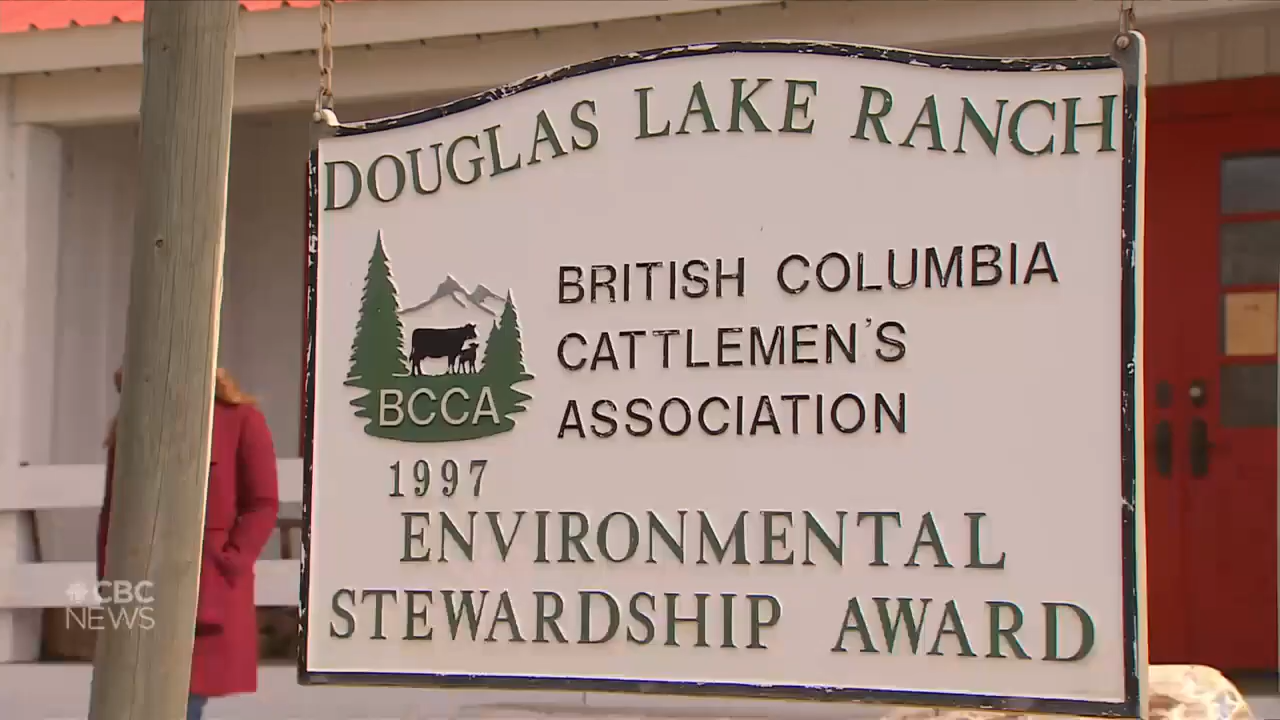 DOUGLAS LAKE RANCH
BRITISH COLUMBIA
CATTLEMEN'S
ASSOCIATION
BCCA
1997
ENVIRONMENTAL
STEWARDSHIP AWARD
CBC
NEWS